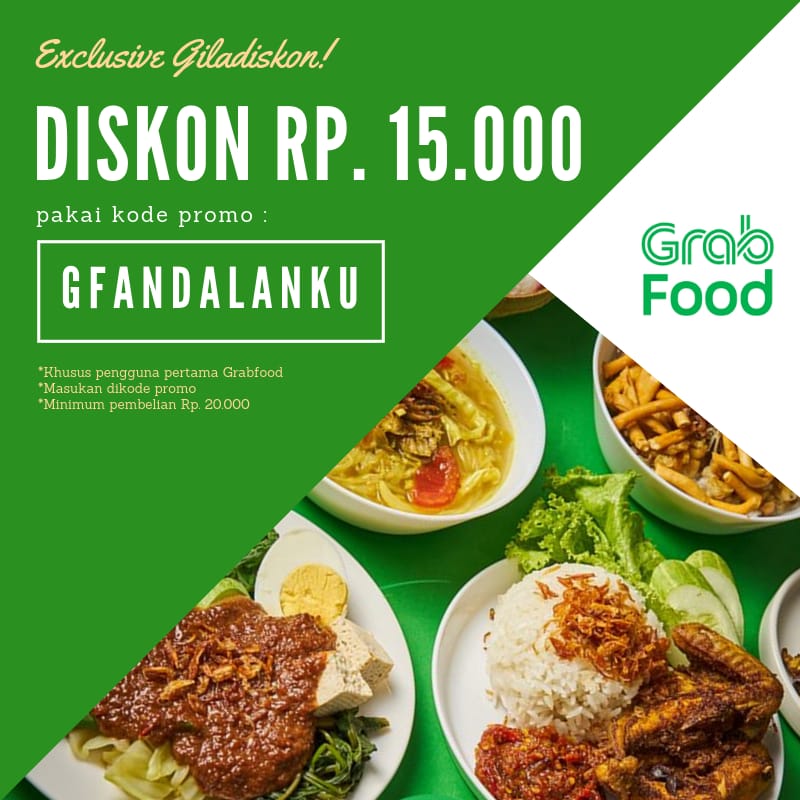 Exclusive Giladiskon!
DISKON RP. 15.000
pakai kode promo :
GFANDALANKU
Grab
Food
*Khusus pengguna pertama Grabfood
*Masukan dikode promo
*Minimum pembelian Rp. 20.000